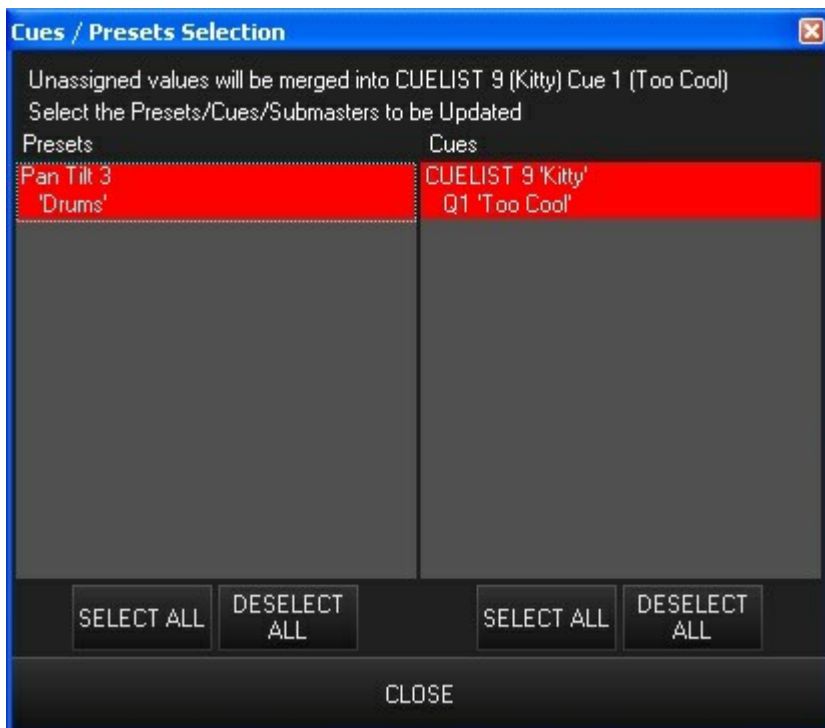 Cues / Presets Selection
Unassigned values will be merged into CUELIST 9 (Kitty) Cue 1 (Too Cool)
Select the Presets/Cues/Submasters to be Updated
Presets
Cues
Pan Tilt 3
'Drums'
CUELIST 9 'Kitty'
Q1 'Too Cool'
SELECT ALL
DESELECT
ALL
SELECT ALL
DESELECT
ALL
CLOSE